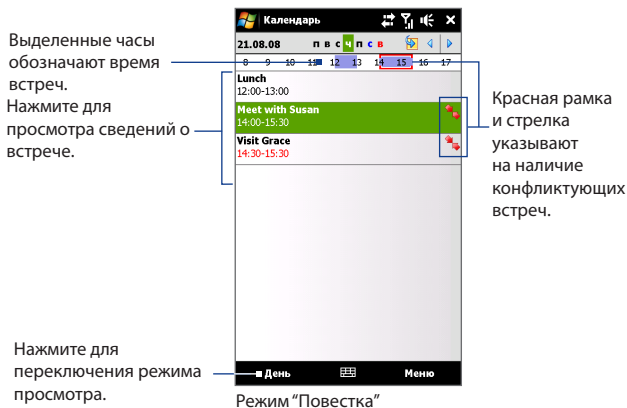 Выделенные часы
обозначают время
встреч.
Нажмите для
просмотра сведений о
встрече.
Нажмите для
переключения режима
просмотра.
Календарь
21.08.08 п в с ч п с в
8 9 10 11 12 13 14 15 16 17
Lunch
12:00-13:00
Meet with Susan
14:00-15:30
Visit Grace
14:30-15:30
День
Меню
Красная рамка
и стрелка
указывают
на наличие
конфликтующих
встреч.
Режим "Повестка"